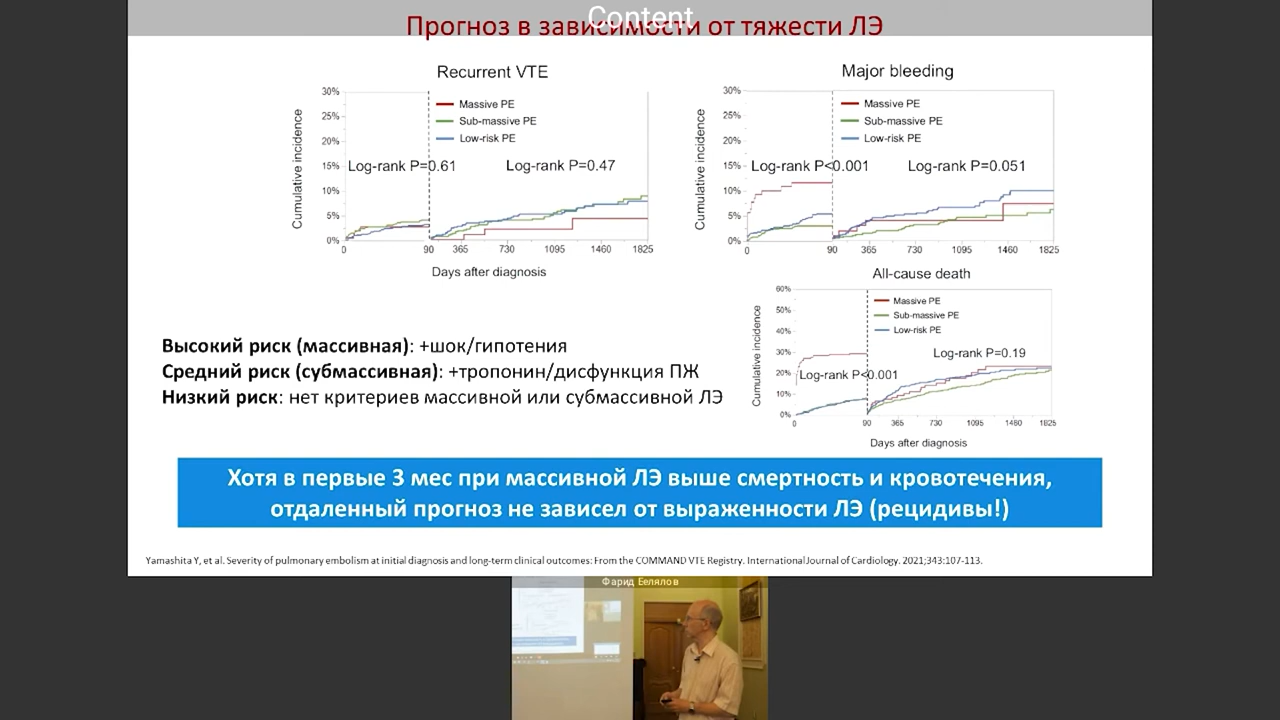 Content
Прогноз в зависимости от тяжести ЛЭ
Recurrent VTE
Cumulative incidence
30%
25%
20%
15%
10%
5%
0%
Massive PE
Sub-massive PE
Low-risk PE
Log-rank P=0.61
Log-rank P=0.47
0 90 365 730 1095 1460 1825
Days after diagnosis
Major bleeding
Cumulative incidence
30%
25%
20%
15%
10%
5%
0%
Massive PE
Sub-massive PE
Low-risk PE
Log-rank P<0.001
Log-rank P=0.051
0 90 365 730 1095 1460 1825
All-cause death
Cumulative incidence
60%
50%
40%
30%
20%
10%
0%
Massive PE
Sub-massive PE
Low-risk PE
Log-rank P=0.19
Log-rank P<0.001
0 90 365 730 1095 1460 1825
Days after diagnosis
Высокий риск (массивная): +шок/гипотения
Средний риск (субмассивная): +тропонин/дисфункция ПЖ
Низкий риск: нет критериев массивной или субмассивной ЛЭ
Хотя в первые 3 мес при массивной ЛЭ выше смертность и кровотечения,
отдаленный прогноз не зависел от выраженности ЛЭ (рецидивы!)
Yamashita Y, et al. Severity of pulmonary embolism at initial diagnosis and long-term clinical outcomes: From the COMMAND VTE Registry. International Journal of Cardiology. 2021;343:107-113.
Фарид Белялов